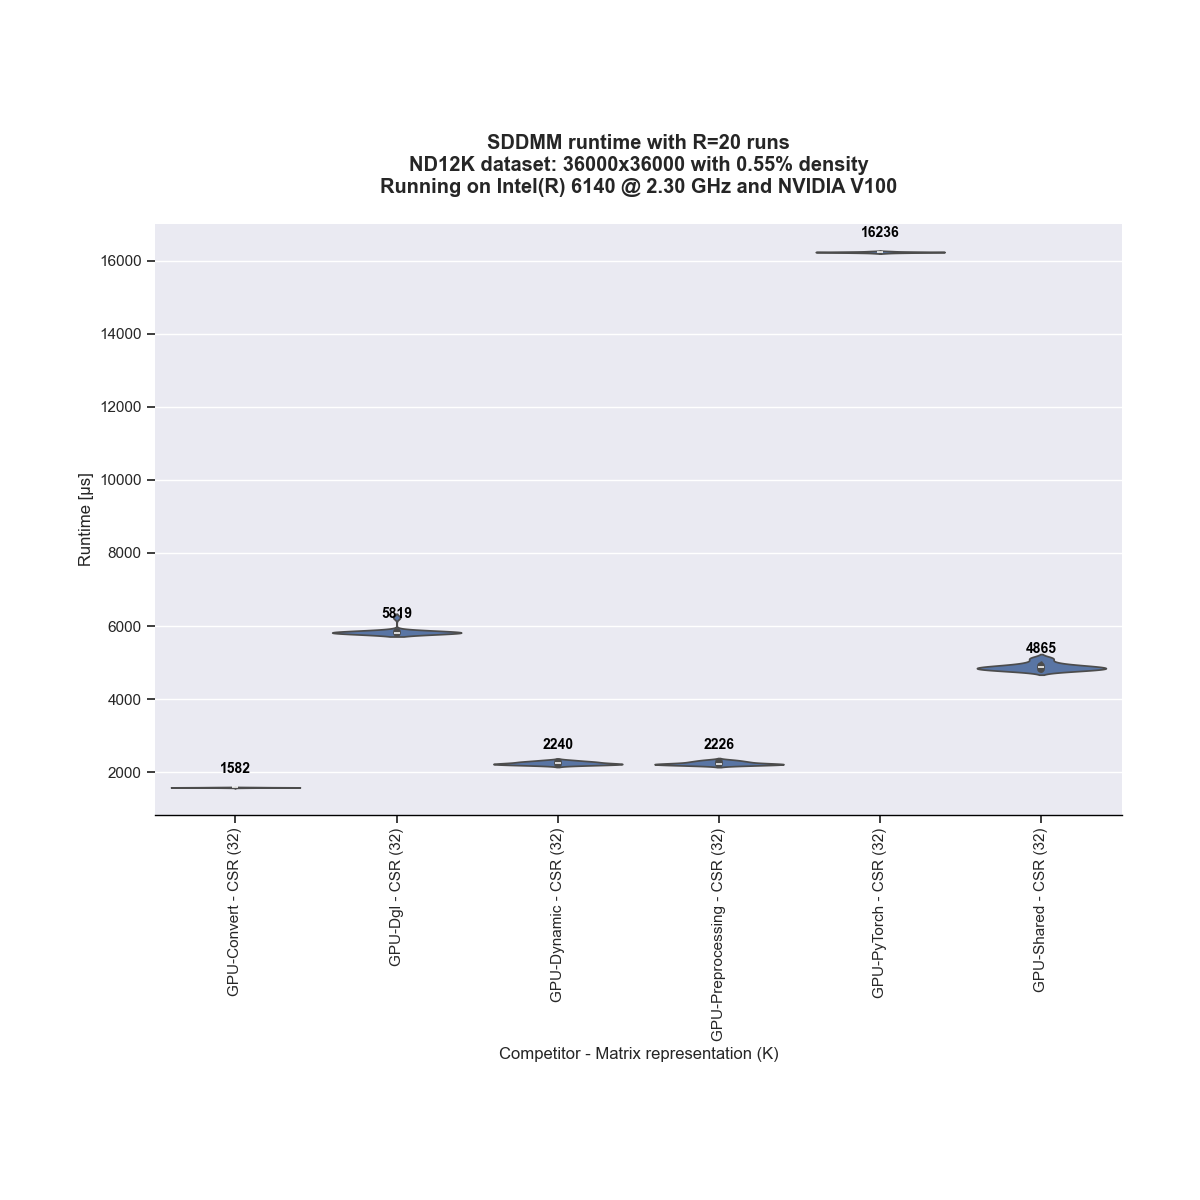 SDDMM runtime with R=20 runs
ND12K dataset: 36000x36000 with 0.55% density
Running on Intel(R) 6140 @ 2.30 GHz and NVIDIA V100
16236
16000
14000
12000
10000
8000
6000
4000
2000
Runtime [µs]
5819
4865
2240
2226
1582
GPU-Convert - CSR (32)
GPU-Dgl - CSR (32)
GPU-Dynamic - CSR (32)
GPU-Preprocessing - CSR (32)
GPU-PyTorch - CSR (32)
GPU-Shared - CSR (32)
Competitor - Matrix representation (K)